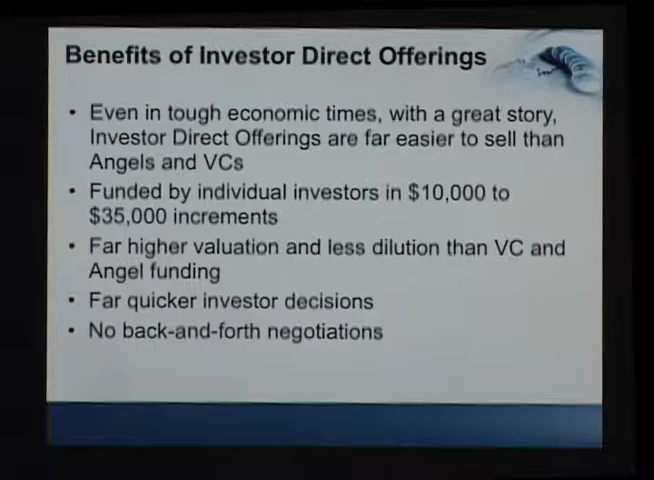 Benefits of Investor Direct Offerings
• Even in tough economic times, with a great story,
Investor Direct Offerings are far easier to sell than
Angels and VCs
• Funded by individual investors in $10,000 to
$35,000 increments
• Far higher valuation and less dilution than VC and
Angel funding
• Far quicker investor decisions
• No back-and-forth negotiations